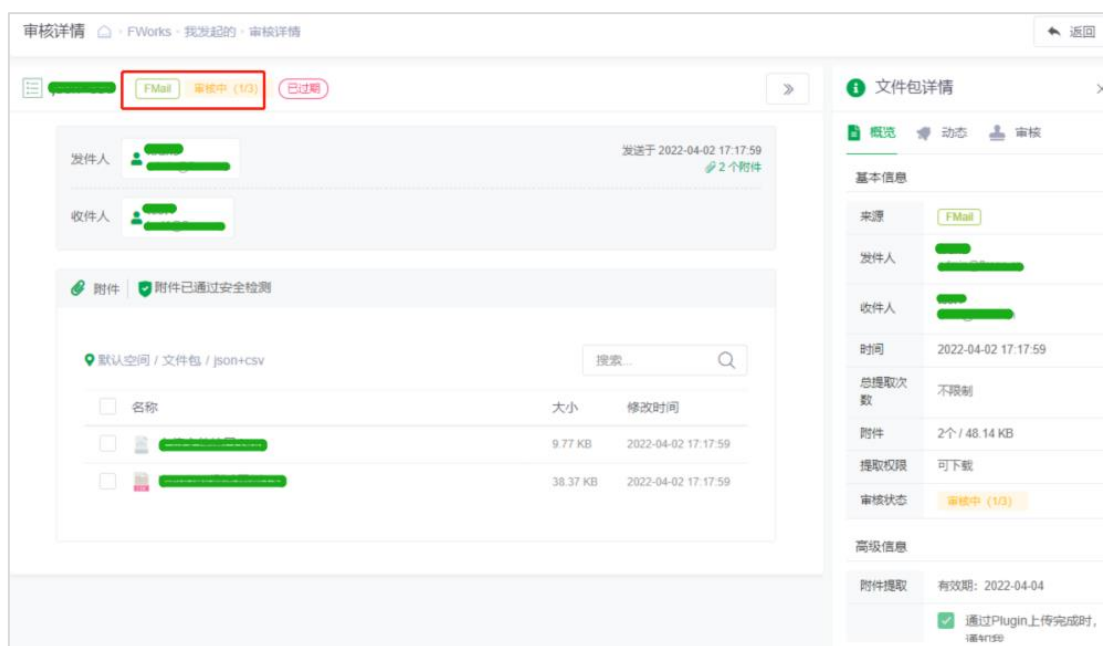 审核详情 FWorks · 我发起的 · 审核详情
返回
FMail 审核中 (1/3) 已过期
发件人
发送于 2022-04-02 17:17:59
2 个附件
收件人
附件 附件已通过安全检测
默认空间 / 文件包 / json+csv
搜索...
名称 大小 修改时间
9.77 KB 2022-04-02 17:17:59
38.37 KB 2022-04-02 17:17:59
文件包详情
概览 动态 审核
基本信息
来源 FMail
发件人
收件人
时间 2022-04-02 17:17:59
总提取次
数
不限制
附件 2个 / 48.14 KB
提取权限 可下载
审核状态 审核中 (1/3)
高级信息
附件提取 有效期：2022-04-04
通过Plugin上传完成时，
通知我